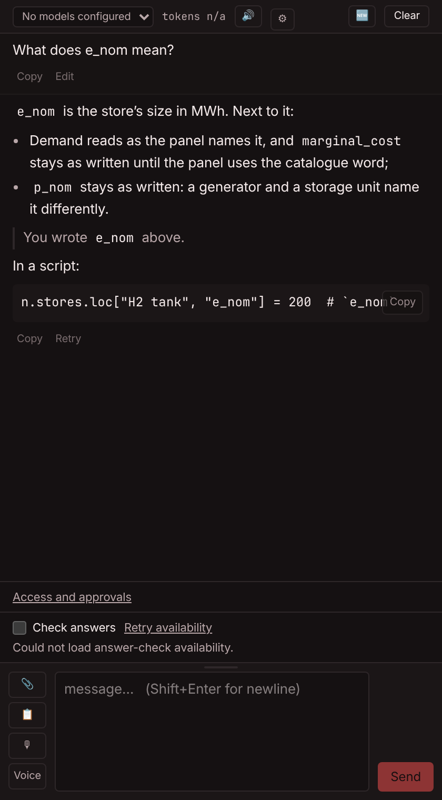 No models configured
tokens n/a
Clear
What does e_nom mean?
Copy Edit
e_nom is the store’s size in MWh. Next to it:
• Demand reads as the panel names it, and marginal_cost
stays as written until the panel uses the catalogue word;
• p_nom stays as written: a generator and a storage unit name
it differently.
You wrote e_nom above.
In a script:
n.stores.loc["H2 tank", "e_nom"] = 200 # `e_nom
Copy
Copy Retry
Access and approvals
Check answers Retry availability
Could not load answer-check availability.
message... (Shift+Enter for newline)
Voice
Send